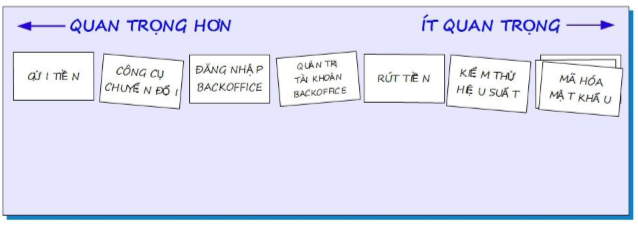 QUAN TRỌNG HƠN
ÍT QUAN TRỌNG
GỬI TIỀN
CÔNG CỤ
CHUYỂN ĐỔI
ĐĂNG NHẬP
BACKOFFICE
QUẢN TRỊ
TÀI KHOẢN
BACKOFFICE
RÚT TIỀN
KIỂM THỬ
HIỆU SUẤT
MÃ HÓA
MẬT KHẨU